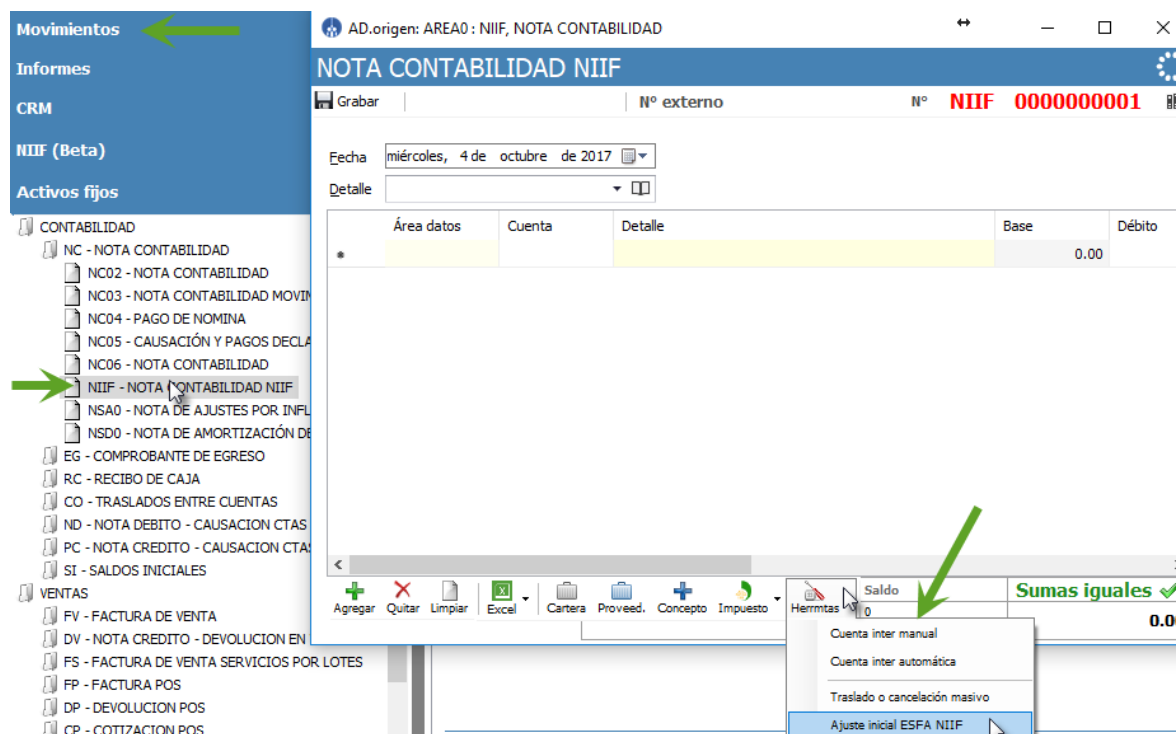 Movimientos
Informes
CRM
NIIF (Beta)
Activos fijos
CONTABILIDAD
NC - NOTA CONTABILIDAD
NC02 - NOTA CONTABILIDAD
NC03 - NOTA CONTABILIDAD MOVIM
NC04 - PAGO DE NOMINA
NC05 - CAUSACIÓN Y PAGOS DECLA
NC06 - NOTA CONTABILIDAD
NIIF - NOTA CONTABILIDAD NIIF
NSA0 - NOTA DE AJUSTES POR INFL
NSD0 - NOTA DE AMORTIZACIÓN DE
EG - COMPROBANTE DE EGRESO
RC - RECIBO DE CAJA
CO - TRASLADOS ENTRE CUENTAS
ND - NOTA DEBITO - CAUSACION CTAS
PC - NOTA CREDITO - CAUSACION CTAS
SI - SALDOS INICIALES
VENTAS
FV - FACTURA DE VENTA
DV - NOTA CREDITO - DEVOLUCION EN
FS - FACTURA DE VENTA SERVICIOS POR LOTES
FP - FACTURA POS
DP - DEVOLUCION POS
CP - COTIZACION POS
AD.origen: AREA0 : NIIF, NOTA CONTABILIDAD
NOTA CONTABILIDAD NIIF
Grabar Nº externo Nº NIIF 0000000001
Fecha miércoles, 4 de octubre de 2017
Detalle
Área datos Cuenta Detalle Base Débito
0.00
Agregar Quitar Limpiar Excel Cartera Proveed. Concepto Impuesto Herrmtas
Saldo Sumas iguales
0 0.00
Cuenta inter manual
Cuenta inter automática
Traslado o cancelación masivo
Ajuste inicial ESFA NIIF